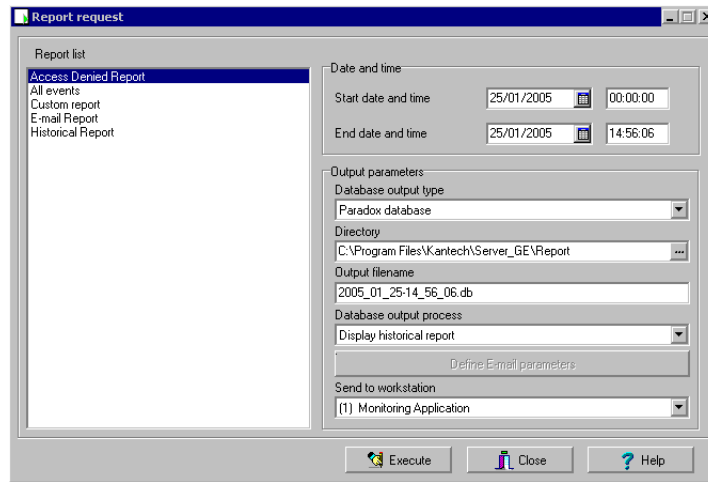 Report request
Report list
Access Denied Report
All events
Custom report
E-mail Report
Historical Report
Date and time
Start date and time 25/01/2005 00:00:00
End date and time 25/01/2005 14:56:06
Output parameters
Database output type
Paradox database
Directory
C:\Program Files\Kantech\Server_GE\Report ...
Output filename
2005_01_25-14_56_06.db
Database output process
Display historical report
Define E-mail parameters
Send to workstation
(1) Monitoring Application
Execute Close Help